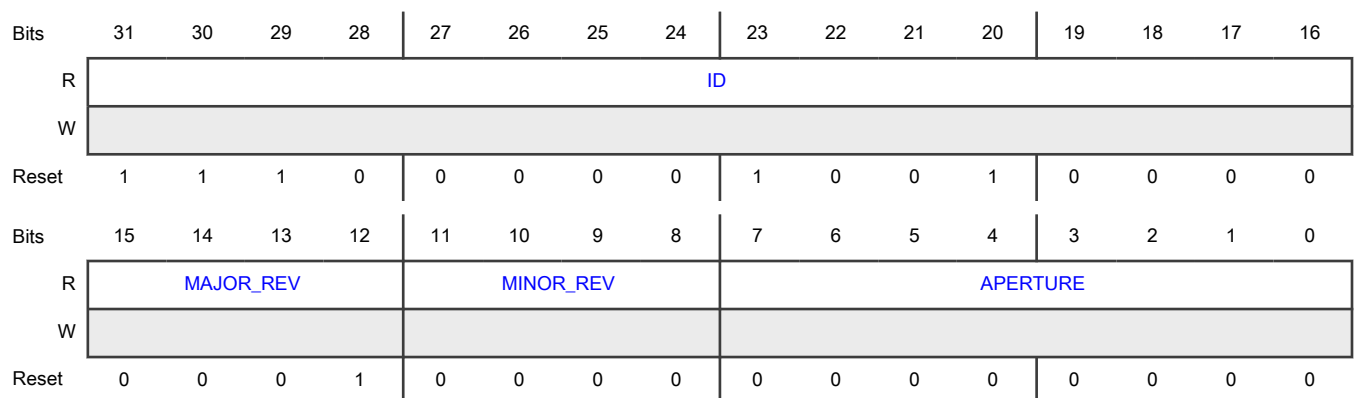 Bits 31 30 29 28 27 26 25 24 23 22 21 20 19 18 17 16
R ID
W
Reset 1 1 1 0 0 0 0 0 1 0 0 1 0 0 0 0
Bits 15 14 13 12 11 10 9 8 7 6 5 4 3 2 1 0
R MAJOR_REV MINOR_REV APERTURE
W
Reset 0 0 0 1 0 0 0 0 0 0 0 0 0 0 0 0